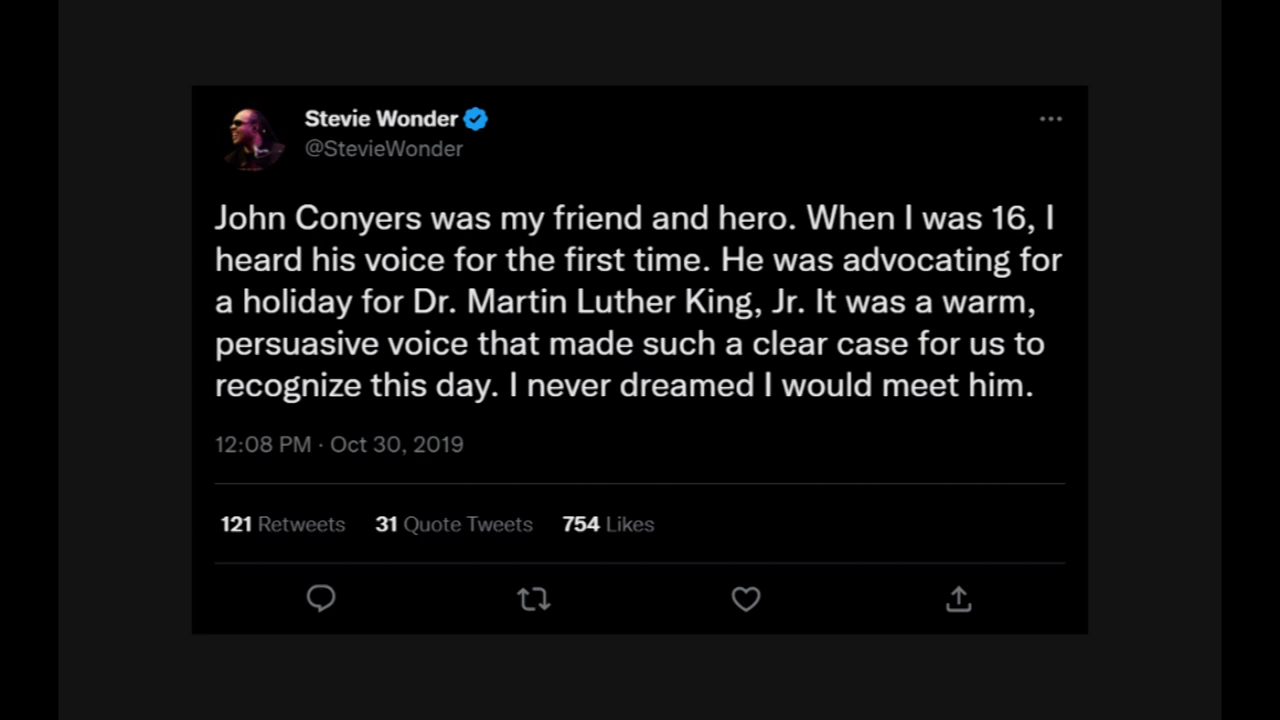 Stevie Wonder
@StevieWonder
John Conyers was my friend and hero. When I was 16, I
heard his voice for the first time. He was advocating for
a holiday for Dr. Martin Luther King, Jr. It was a warm,
persuasive voice that made such a clear case for us to
recognize this day. I never dreamed I would meet him.
12:08 PM · Oct 30, 2019
121 Retweets 31 Quote Tweets 754 Likes